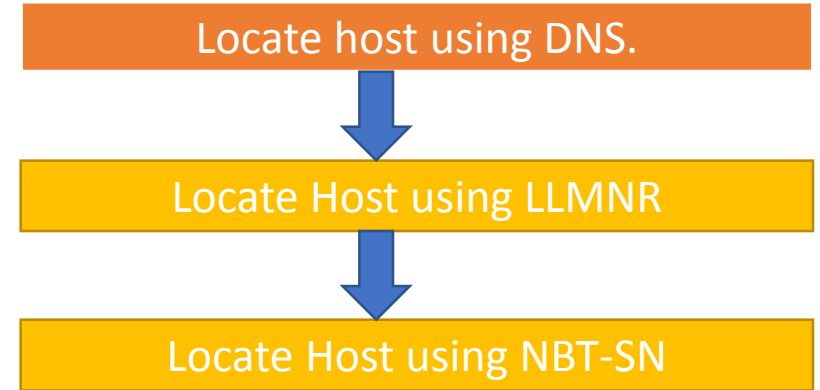 Locate host using DNS.
Locate Host using LLMNR
Locate Host using NBT-SN